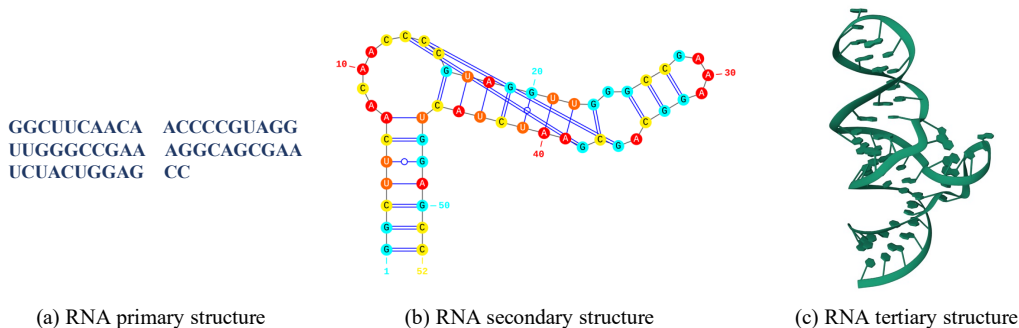 GGCUUCAACA ACCCCGUAGG
UUGGGCCGAA AGGCAGCGAA
UCUACUGGAG CC
G G C U U C A A C A A C C C C G U A G G U U G G G C C G A A A G G C A G C G A A U C U A C U G G A G C C
1
10
20
30
40
50
52
(a) RNA primary structure
(b) RNA secondary structure
(c) RNA tertiary structure